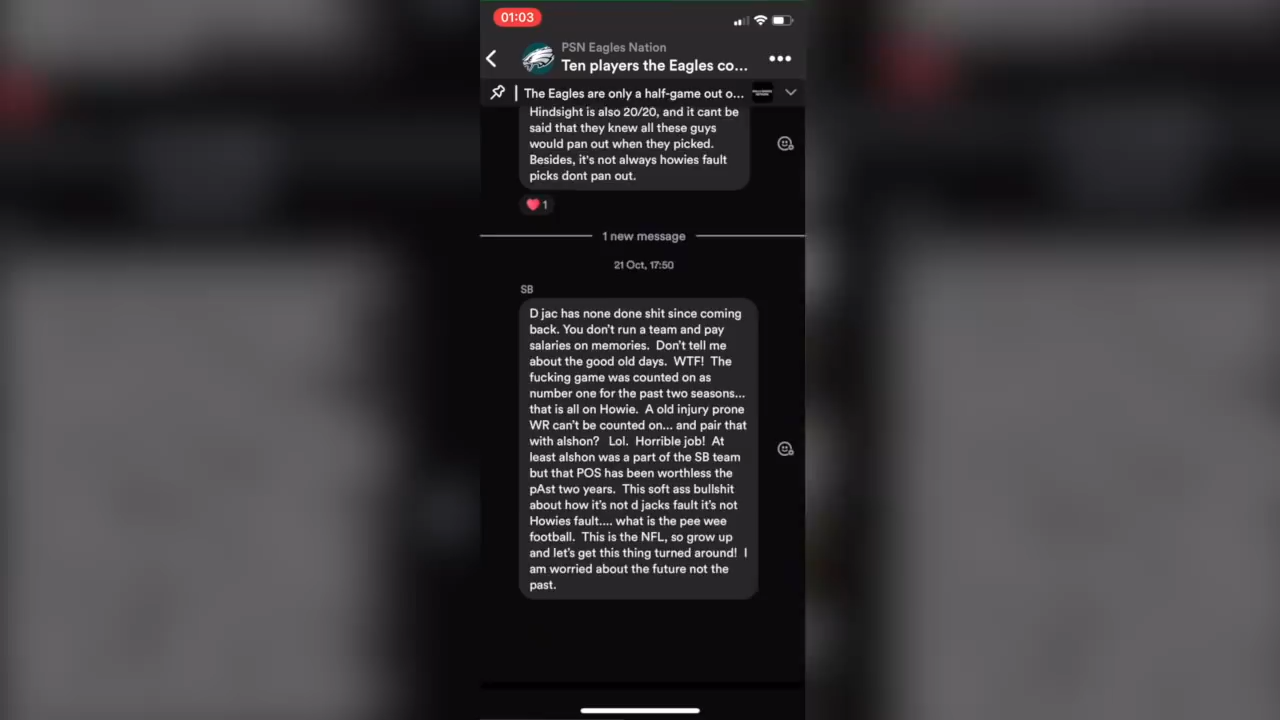 01:03
PSN Eagles Nation
Ten players the Eagles co...
The Eagles are only a half-game out o...
Hindsight is also 20/20, and it cant be
said that they knew all these guys
would pan out when they picked.
Besides, it's not always howies fault
picks dont pan out.
1
1 new message
21 Oct, 17:50
SB
D jac has none done shit since coming
back. You don't run a team and pay
salaries on memories.  Don't tell me
about the good old days.  WTF!  The
fucking game was counted on as
number one for the past two seasons...
that is all on Howie.  A old injury prone
WR can't be counted on... and pair that
with alshon?  Lol.  Horrible job!  At
least alshon was a part of the SB team
but that POS has been worthless the
pAst two years.  This soft ass bullshit
about how it's not d jacks fault it's not
Howies fault.... what is the pee wee
football.  This is the NFL, so grow up
and let's get this thing turned around!  I
am worried about the future not the
past.